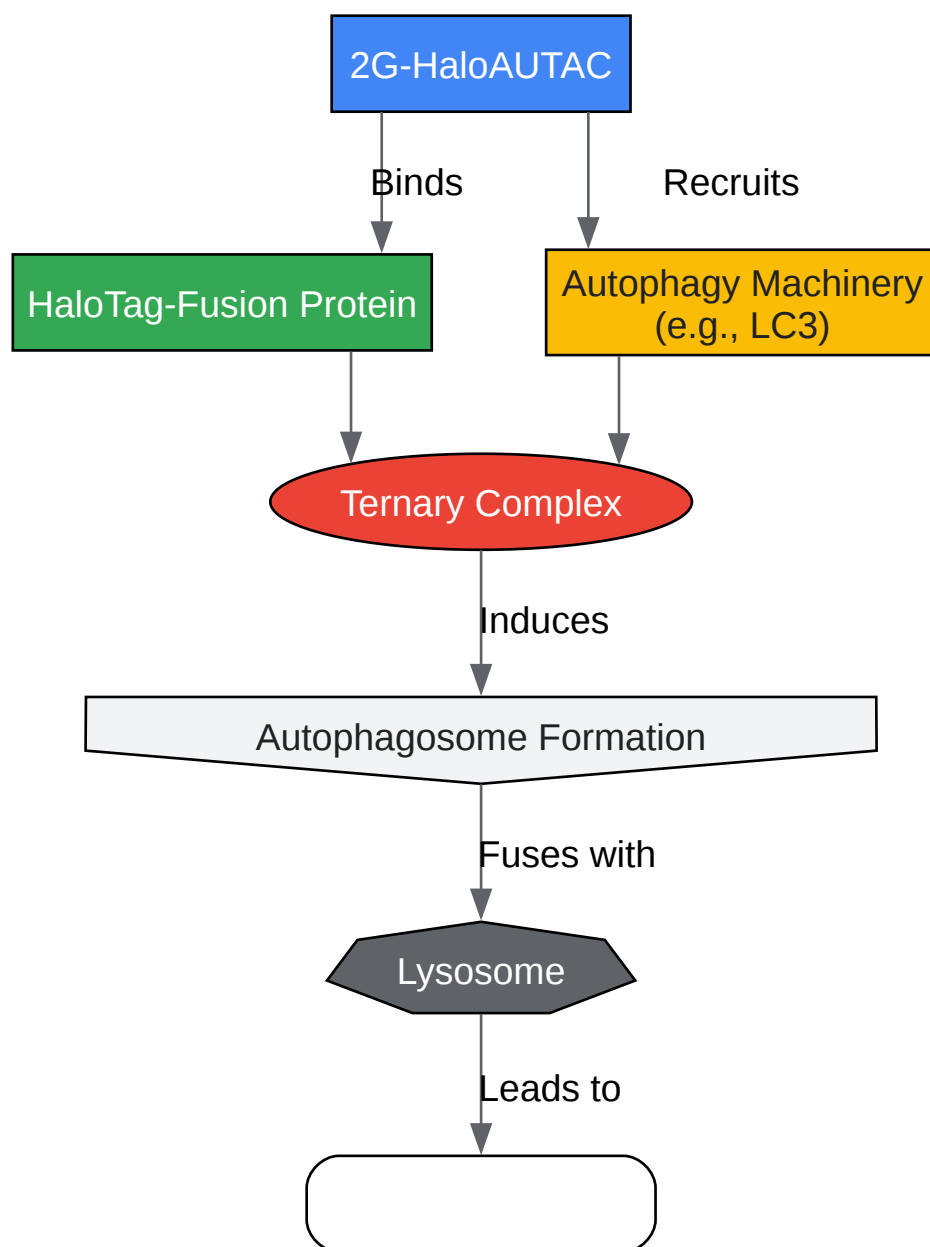 2G-HaloAUTAC
Binds
Recruits
HaloTag-Fusion Protein
Autophagy Machinery
(e.g., LC3)
Ternary Complex
Induces
Autophagosome Formation
Fuses with
Lysosome
Leads to